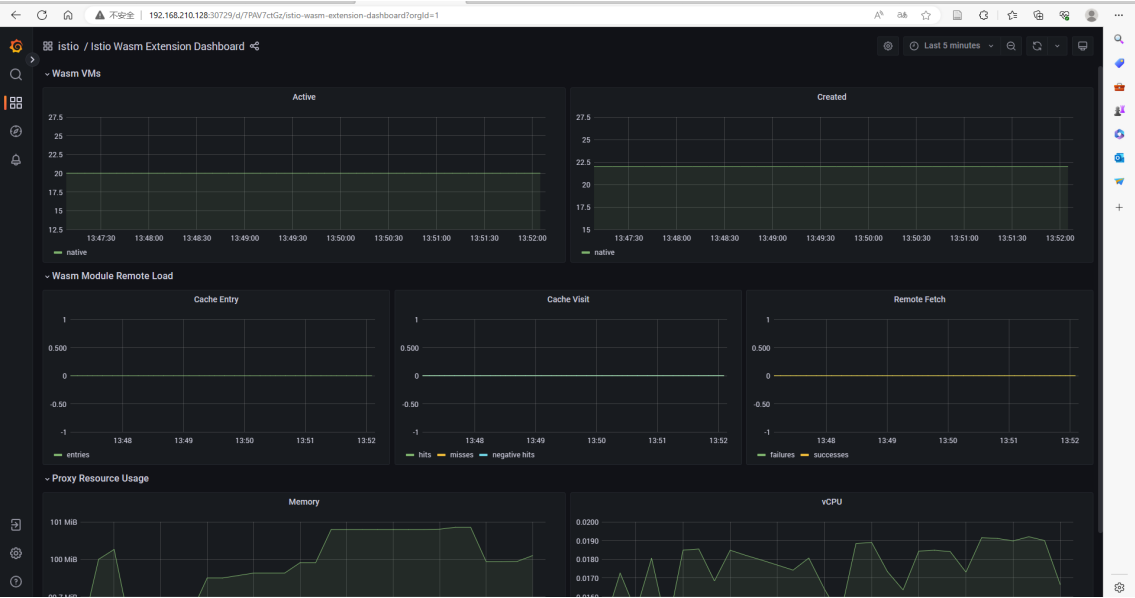 不安全 192.168.210.128:30729/d/7PAV7ctGz/istio-wasm-extension-dashboard?orgId=1
istio / Istio Wasm Extension Dashboard
Last 5 minutes
Wasm VMs
Active
27.5
25
22.5
20
17.5
15
12.5
13:47:30 13:48:00 13:48:30 13:49:00 13:49:30 13:50:00 13:50:30 13:51:00 13:51:30 13:52:00
native
Created
27.5
25
22.5
20
17.5
15
13:47:30 13:48:00 13:48:30 13:49:00 13:49:30 13:50:00 13:50:30 13:51:00 13:51:30 13:52:00
native
Wasm Module Remote Load
Cache Entry
1
0.500
0
-0.50
-1
13:48 13:49 13:50 13:51 13:52
entries
Cache Visit
1
0.500
0
-0.50
-1
13:48 13:49 13:50 13:51 13:52
hits misses negative hits
Remote Fetch
1
0.500
0
-0.50
-1
13:48 13:49 13:50 13:51 13:52
failures successes
Proxy Resource Usage
Memory
101 MiB
100 MiB
vCPU
0.0200
0.0190
0.0180
0.0170